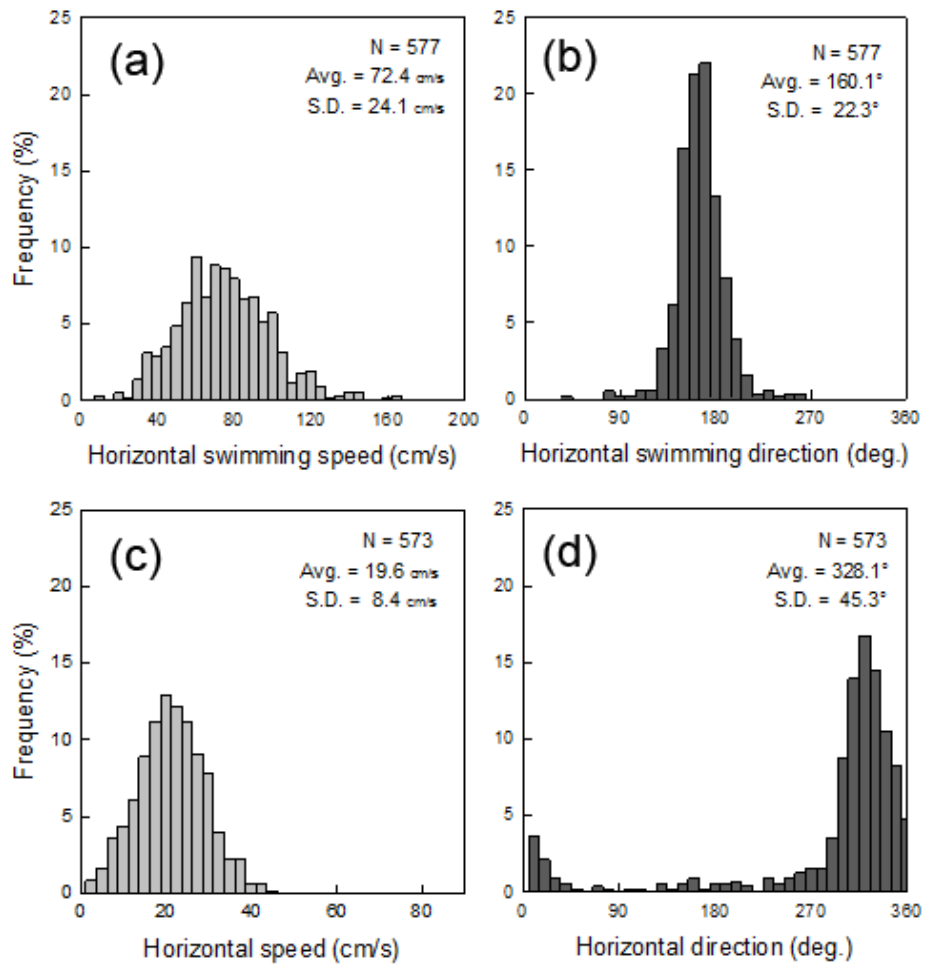 (a)
N = 577
Avg. = 72.4 cm/s
S.D. = 24.1 cm/s
25
20
15
10
5
0
Frequency (%)
0 40 80 120 160 200
Horizontal swimming speed (cm/s)
(b)
N = 577
Avg. = 160.1°
S.D. = 22.3°
25
20
15
10
5
0
0 90 180 270 360
Horizontal swimming direction (deg.)
(c)
N = 573
Avg. = 19.6 cm/s
S.D. = 8.4 cm/s
25
20
15
10
5
0
Frequency (%)
0 20 40 60 80
Horizontal speed (cm/s)
(d)
N = 573
Avg. = 328.1°
S.D. = 45.3°
25
20
15
10
5
0
0 90 180 270 360
Horizontal direction (deg.)